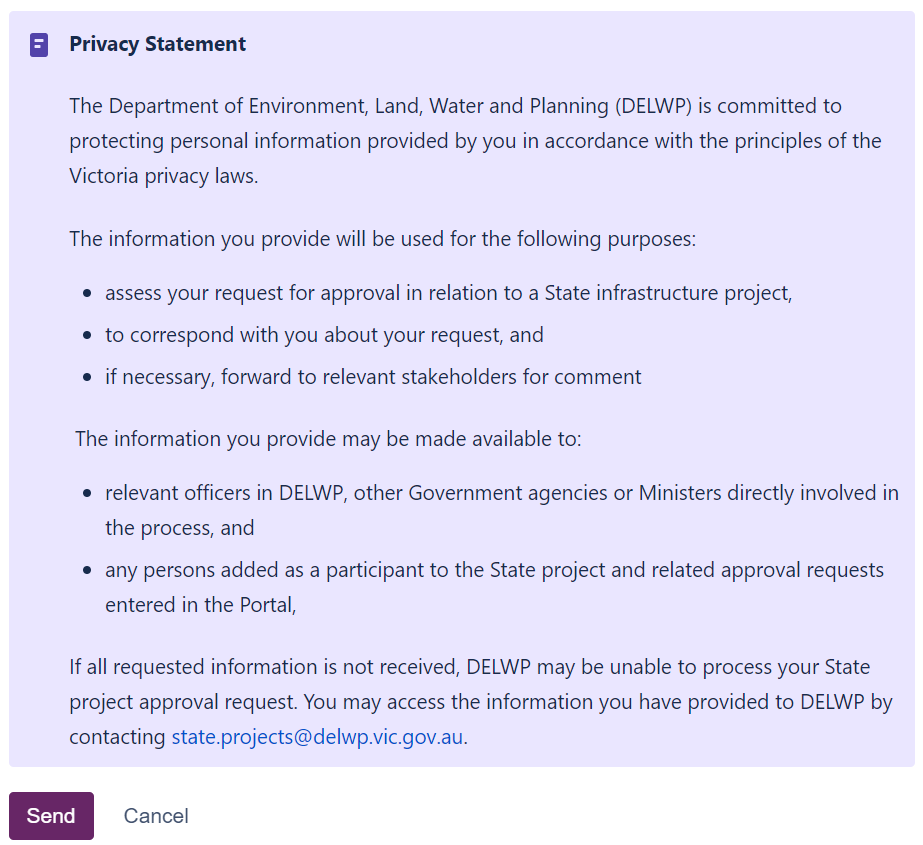 Privacy Statement
The Department of Environment, Land, Water and Planning (DELWP) is committed to
protecting personal information provided by you in accordance with the principles of the
Victoria privacy laws.
The information you provide will be used for the following purposes:
• assess your request for approval in relation to a State infrastructure project,
• to correspond with you about your request, and
• if necessary, forward to relevant stakeholders for comment
The information you provide may be made available to:
• relevant officers in DELWP, other Government agencies or Ministers directly involved in
the process, and
• any persons added as a participant to the State project and related approval requests
entered in the Portal,
If all requested information is not received, DELWP may be unable to process your State
project approval request. You may access the information you have provided to DELWP by
contacting state.projects@delwp.vic.gov.au.
Send Cancel